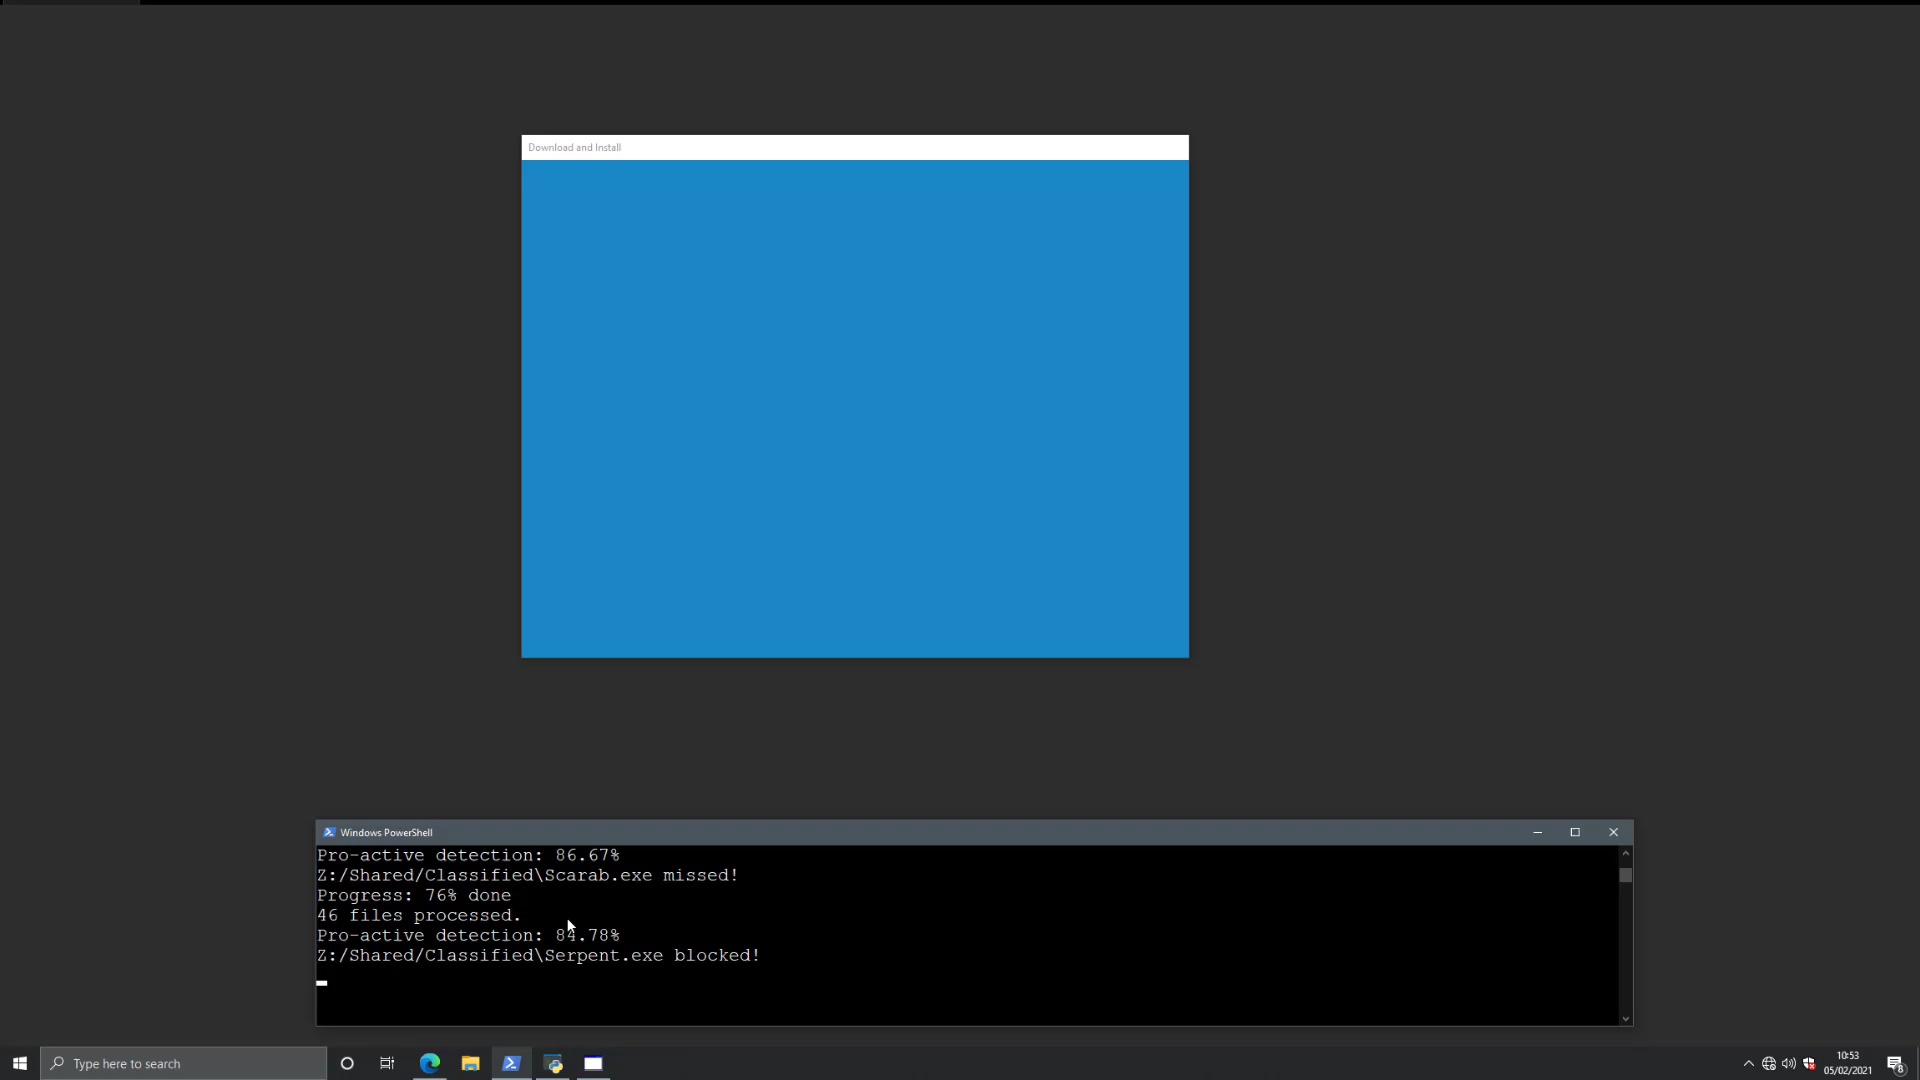 Download and Install
Windows PowerShell
Pro-active detection: 86.67%
Z:/Shared/Classified\Scarab.exe missed!
Progress: 76% done
46 files processed.
Pro-active detection: 84.78%
Z:/Shared/Classified\Serpent.exe blocked!
Type here to search
10:53
05/02/2021
8